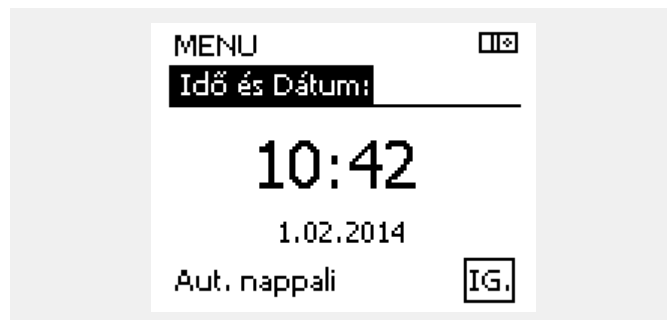 MENU
Idő és Dátum:
10:42
1.02.2014
Aut. nappali
IG.